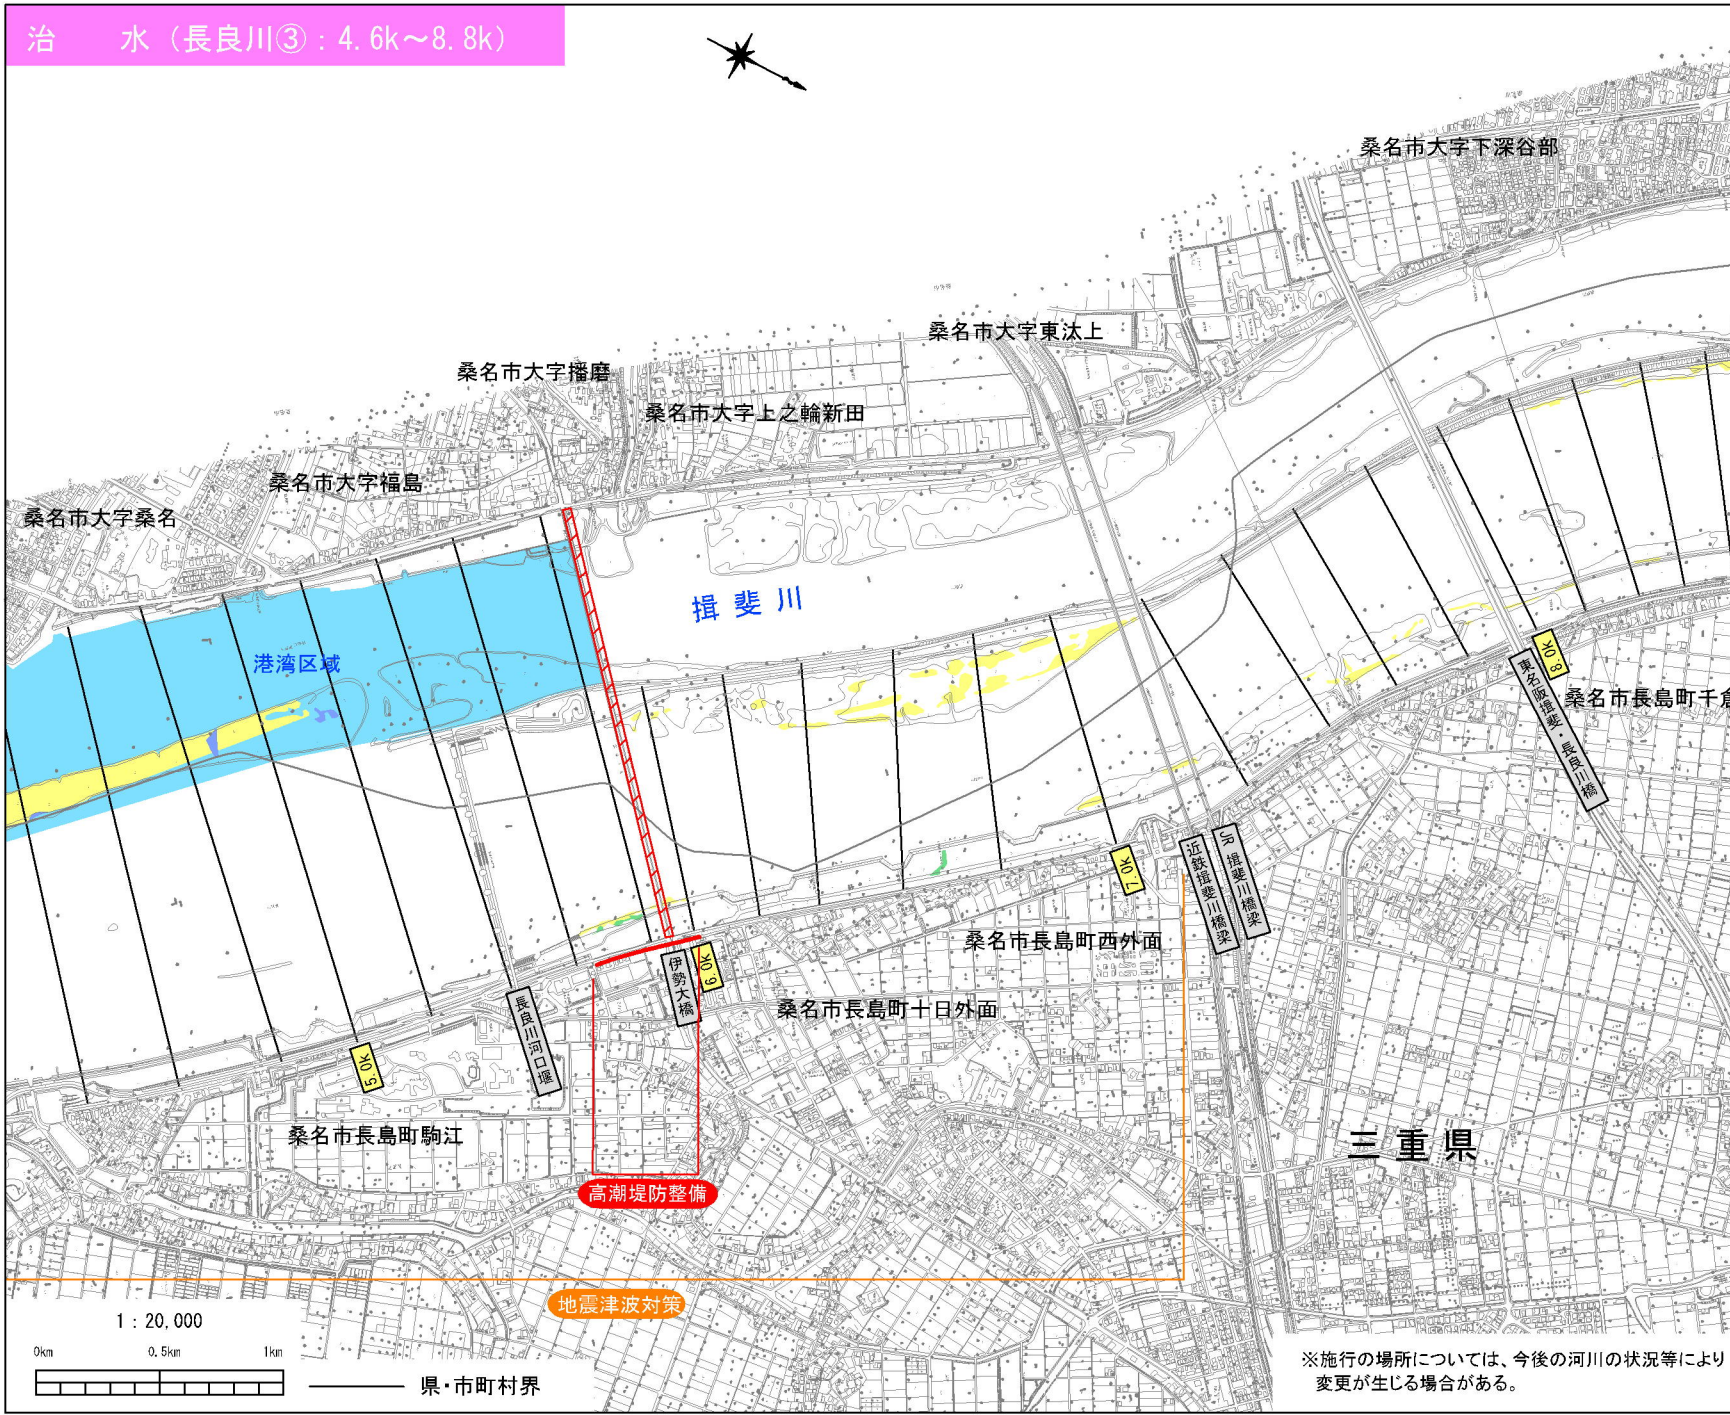 治　　水（長良川③：4.6k～8.8k）
桑名市大字下深谷部
桑名市大字東汰上
桑名市大字播磨
桑名市大字上之輪新田
桑名市大字福島
桑名市大字桑名
揖斐川
港湾区域
8.0K
東名阪揖斐・長良川橋
桑名市長島町千倉
7.0K
近鉄揖斐川橋梁
JR 揖斐川橋梁
桑名市長島町西外面
伊勢大橋
6.0K
桑名市長島町十日外面
長良川河口堰
5.0K
桑名市長島町駒江
三重県
高潮堤防整備
地震津波対策
1：20,000
0km 0.5km 1km
県・市町村界
※施行の場所については、今後の河川の状況等により
変更が生じる場合がある。